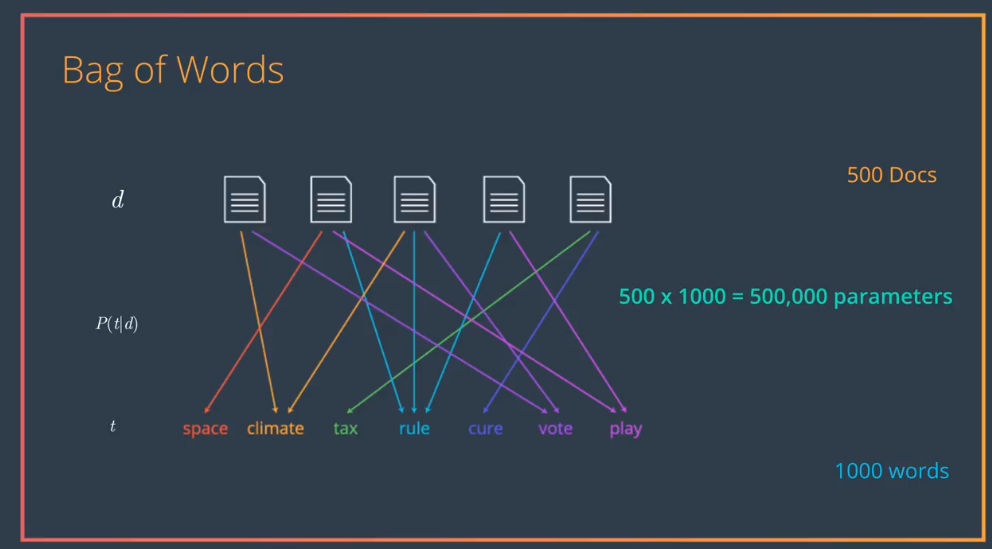 Bag of Words
d
500 Docs
500 x 1000 = 500,000 parameters
P(t|d)
t
space climate tax rule cure vote play
1000 words